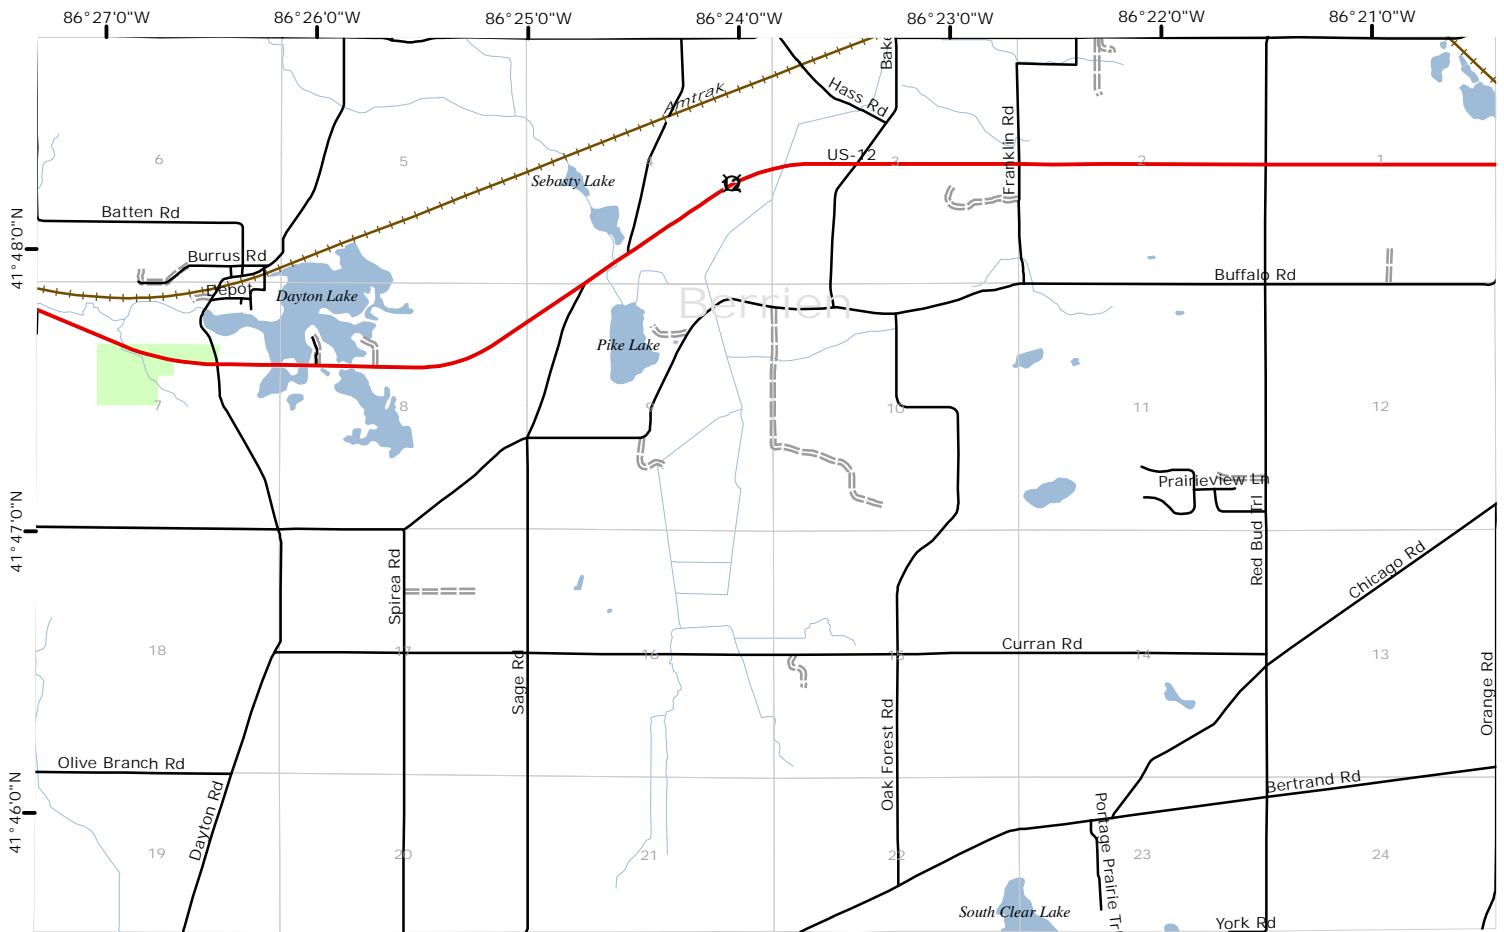 86°27'0"W
86°26'0"W
86°25'0"W
86°24'0"W
86°23'0"W
86°22'0"W
86°21'0"W
Bake
Amtrak
Hass Rd
Franklin Rd
US-12
6
5
4
3
2
1
Sebasty Lake
Batten Rd
41°48'0"N
Burrus Rd
Depot
Dayton Lake
Buffalo Rd
Berrien
Pike Lake
7
8
9
10
11
12
Prairieview Ln
41°47'0"N
Red Bud Trl
Spirea Rd
Chicago Rd
Curran Rd
18
17
16
15
14
13
Sage Rd
Orange Rd
Oak Forest Rd
Olive Branch Rd
Dayton Rd
41°46'0"N
Bertrand Rd
Portage Prairie Tr
19
20
21
22
23
24
South Clear Lake
York Rd